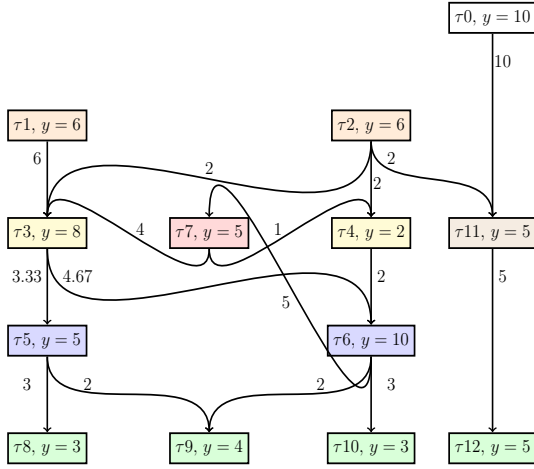 τ0, y = 10
10
τ1, y = 6
τ2, y = 6
6
2
2
2
τ3, y = 8
4
τ7, y = 5
1
τ4, y = 2
τ11, y = 5
3.33
4.67
5
2
5
τ5, y = 5
τ6, y = 10
3
2
2
3
τ8, y = 3
τ9, y = 4
τ10, y = 3
τ12, y = 5